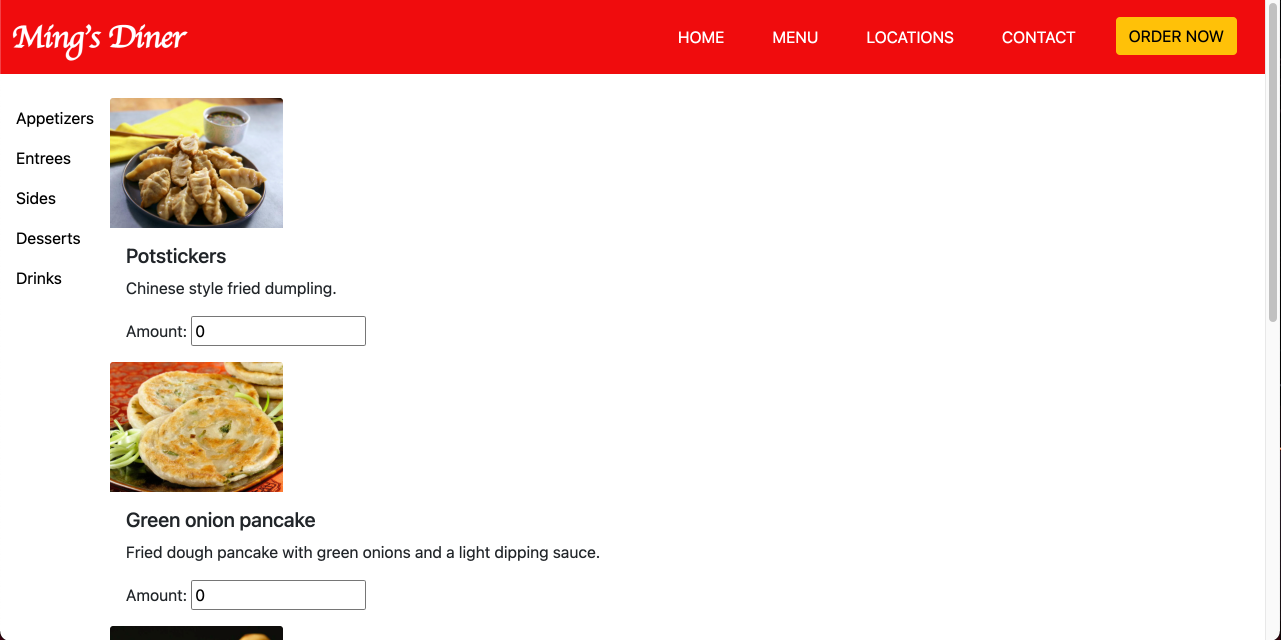 Ming's Diner
HOME MENU LOCATIONS CONTACT ORDER NOW
Appetizers
Entrees
Sides
Desserts
Drinks
Potstickers
Chinese style fried dumpling.
Amount: 0
Green onion pancake
Fried dough pancake with green onions and a light dipping sauce.
Amount: 0